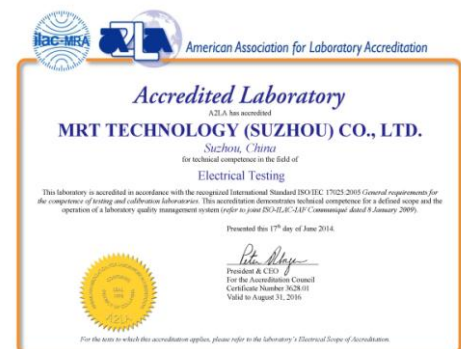 ilac-MRA
A2LA
American Association for Laboratory Accreditation
Accredited Laboratory
A2LA has accredited
MRT TECHNOLOGY (SUZHOU) CO., LTD.
Suzhou, China
for technical competence in the field of
Electrical Testing
This laboratory is accredited in accordance with the recognized International Standard ISO/IEC 17025:2005 General requirements for
the competence of testing and calibration laboratories. This accreditation demonstrates technical competence for a defined scope and the
operation of a laboratory quality management system (refer to joint ISO-ILAC-IAF Communiqué dated 8 January 2009).
Presented this 17th day of June 2014.
President & CEO
For the Accreditation Council
Certificate Number 3628.01
Valid to August 31, 2016
A2LA
For the tests to which this accreditation applies, please refer to the laboratory's Electrical Scope of Accreditation.